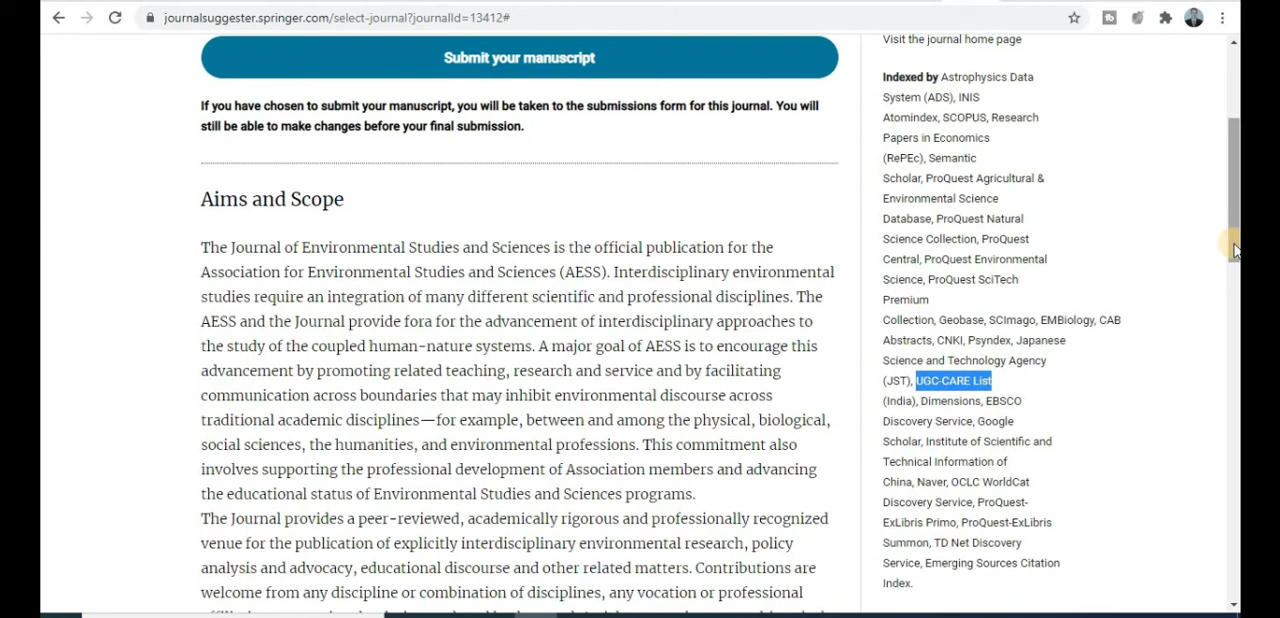 journalsuggester.springer.com/select-journal?journalId=13412#
Submit your manuscript
If you have chosen to submit your manuscript, you will be taken to the submissions form for this journal. You will
still be able to make changes before your final submission.
Aims and Scope
The Journal of Environmental Studies and Sciences is the official publication for the
Association for Environmental Studies and Sciences (AESS). Interdisciplinary environmental
studies require an integration of many different scientific and professional disciplines. The
AESS and the Journal provide fora for the advancement of interdisciplinary approaches to
the study of the coupled human-nature systems. A major goal of AESS is to encourage this
advancement by promoting related teaching, research and service and by facilitating
communication across boundaries that may inhibit environmental discourse across
traditional academic disciplines—for example, between and among the physical, biological,
social sciences, the humanities, and environmental professions. This commitment also
involves supporting the professional development of Association members and advancing
the educational status of Environmental Studies and Sciences programs.
The Journal provides a peer-reviewed, academically rigorous and professionally recognized
venue for the publication of explicitly interdisciplinary environmental research, policy
analysis and advocacy, educational discourse and other related matters. Contributions are
welcome from any discipline or combination of disciplines, any vocation or professional
Visit the journal home page
Indexed by Astrophysics Data
System (ADS), INIS
Atomindex, SCOPUS, Research
Papers in Economics
(RePEc), Semantic
Scholar, ProQuest Agricultural &
Environmental Science
Database, ProQuest Natural
Science Collection, ProQuest
Central, ProQuest Environmental
Science, ProQuest SciTech
Premium
Collection, Geobase, SCImago, EMBiology, CAB
Abstracts, CNKI, Psyndex, Japanese
Science and Technology Agency
(JST), UGC-CARE List
(India), Dimensions, EBSCO
Discovery Service, Google
Scholar, Institute of Scientific and
Technical Information of
China, Naver, OCLC WorldCat
Discovery Service, ProQuest-
ExLibris Primo, ProQuest-ExLibris
Summon, TD Net Discovery
Service, Emerging Sources Citation
Index.